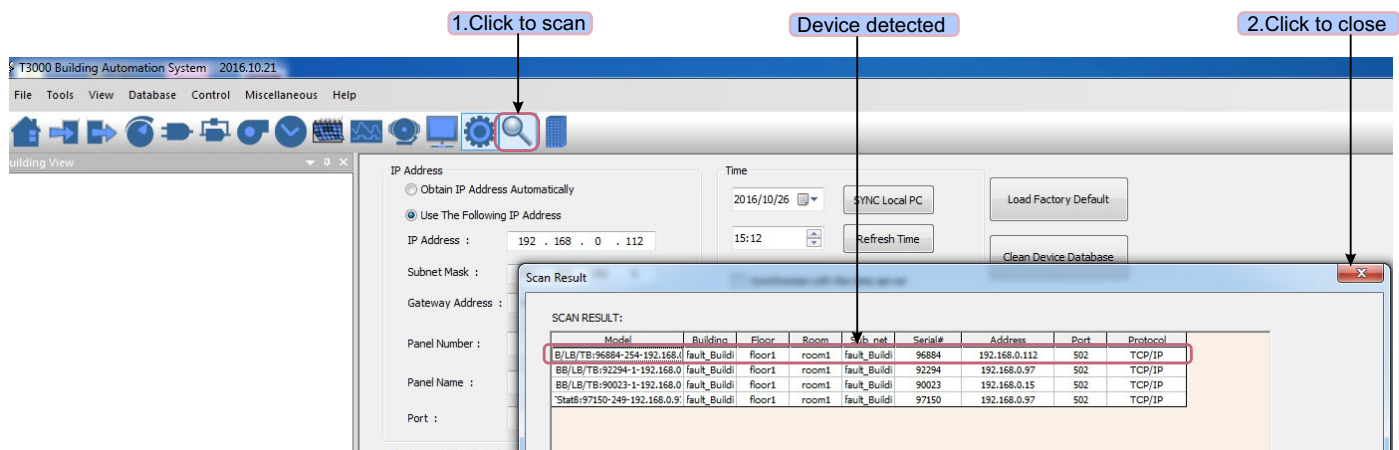 1.Click to scan
Device detected
2.Click to close
T3000 Building Automation System 2016.10.21
File Tools View Database Control Miscellaneous Help
uilding View
IP Address
Obtain IP Address Automatically
Use The Following IP Address
IP Address : 192 . 168 . 0 . 112
Subnet Mask :
Gateway Address :
Panel Number :
Panel Name :
Port :
Time
2016/10/26
SYNC Local PC
15:12
Refresh Time
Load Factory Default
Clean Device Database
Scan Result
SCAN RESULT:
Model Building Floor Room Sub_net Serial# Address Port Protocol
B/LB/TB:96884-254-192.168.( fault_Buildi floor1 room1 fault_Buildi 96884 192.168.0.112 502 TCP/IP
BB/LB/TB:92294-1-192.168.0 fault_Buildi floor1 room1 fault_Buildi 92294 192.168.0.97 502 TCP/IP
BB/LB/TB:90023-1-192.168.0 fault_Buildi floor1 room1 fault_Buildi 90023 192.168.0.15 502 TCP/IP
Stat8:97150-249-192.168.0.9 fault_Buildi floor1 room1 fault_Buildi 97150 192.168.0.97 502 TCP/IP